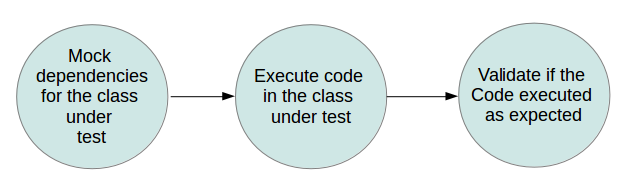 Mock
dependencies
for the class
under
test
Execute code
in the class
under test
Validate if the
Code executed
as expected